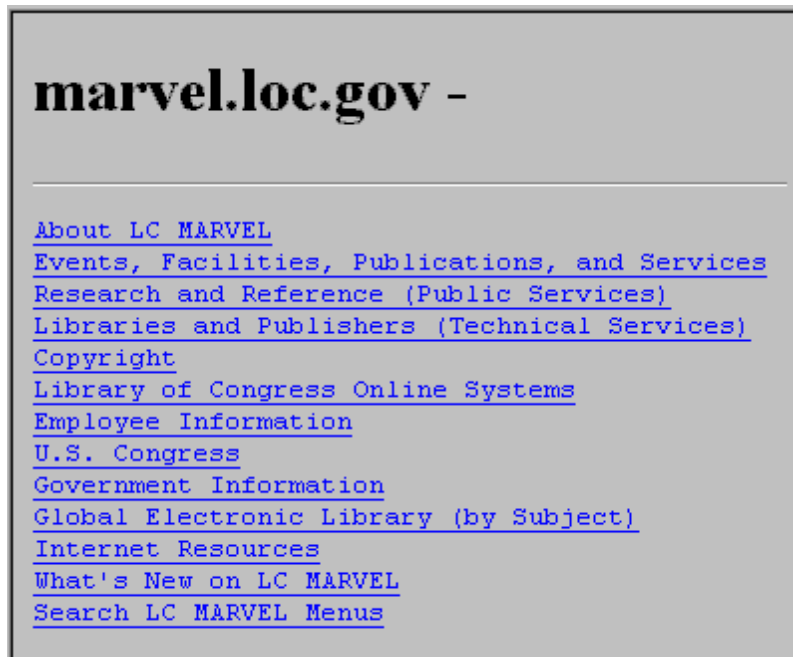 marvel.loc.gov -
About LC MARVEL
Events, Facilities, Publications, and Services
Research and Reference (Public Services)
Libraries and Publishers (Technical Services)
Copyright
Library of Congress Online Systems
Employee Information
U.S. Congress
Government Information
Global Electronic Library (by Subject)
Internet Resources
What's New on LC MARVEL
Search LC MARVEL Menus